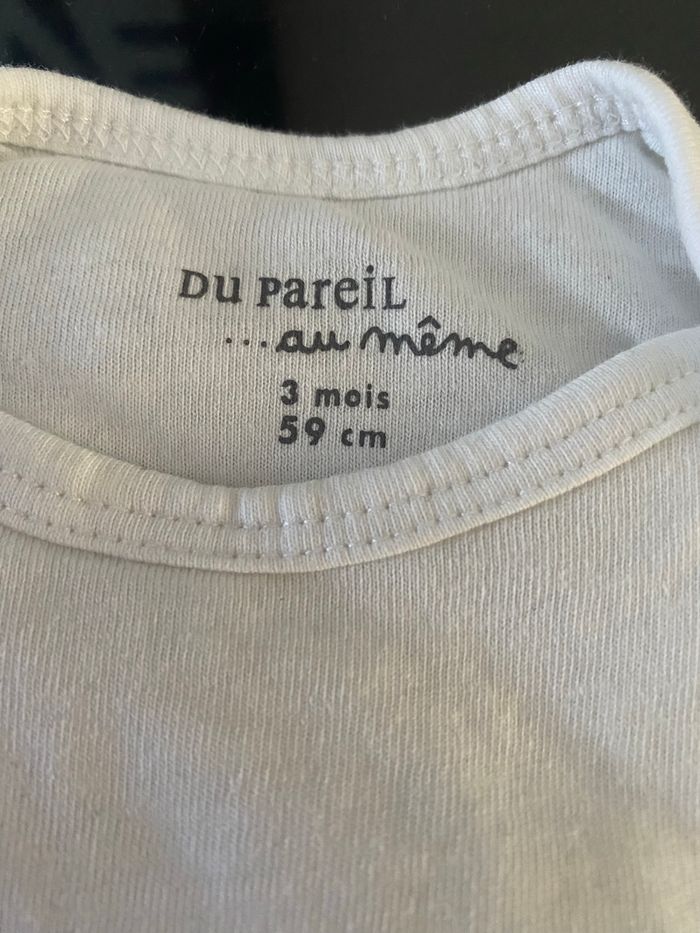 Du Pareil
...au même
3 mois
59 cm